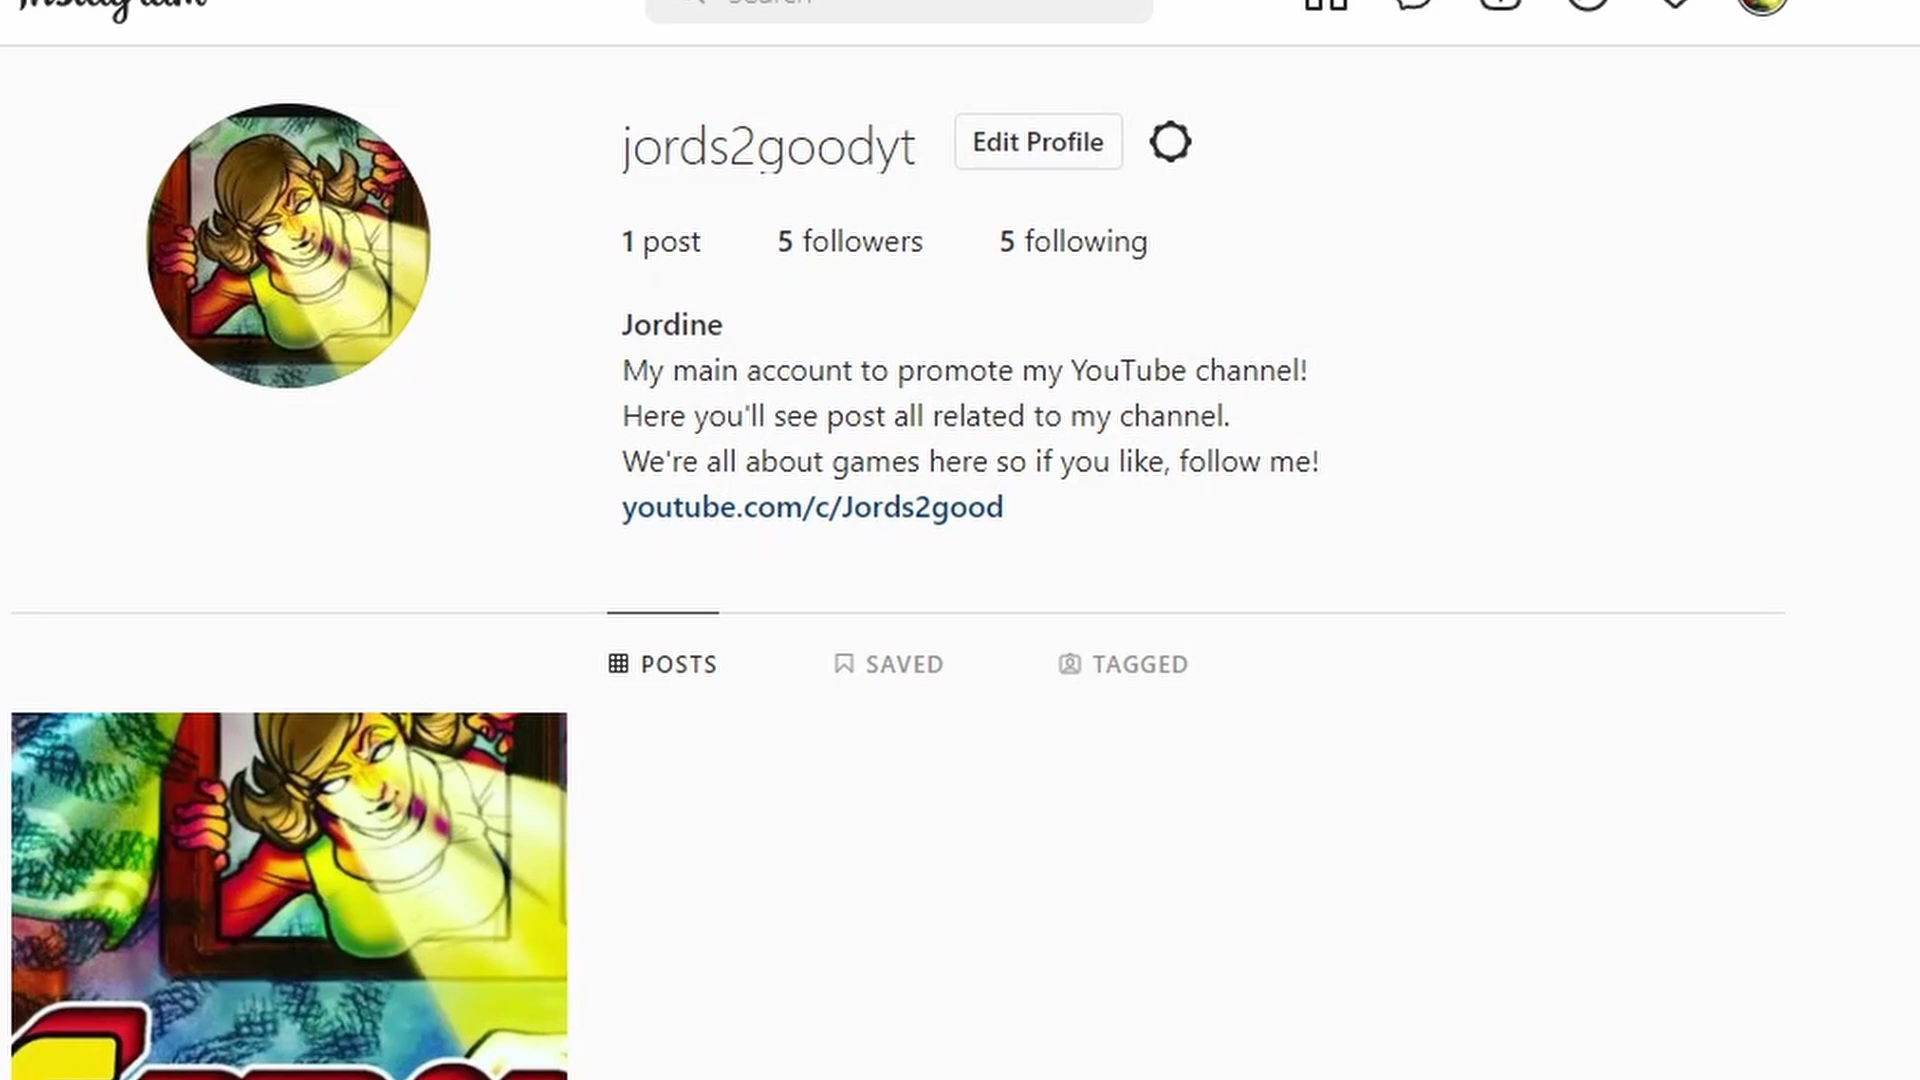 Instagram
Search
jords2goodyt
Edit Profile
1 post
5 followers
5 following
Jordine
My main account to promote my YouTube channel!
Here you'll see post all related to my channel.
We're all about games here so if you like, follow me!
youtube.com/c/Jords2good
POSTS
SAVED
TAGGED